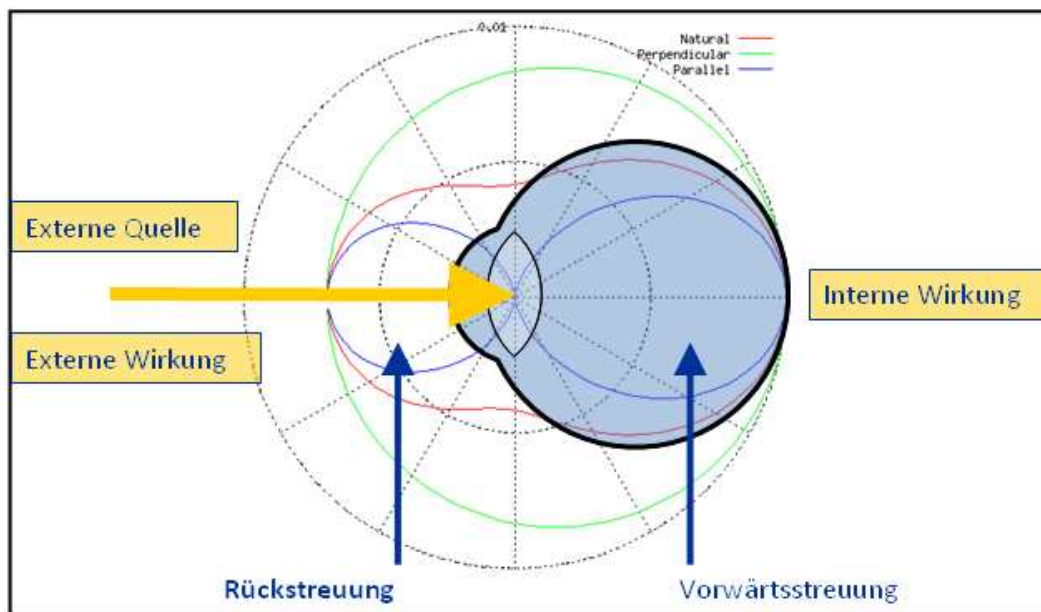 0.01
Natural
Perpendicular
Parallel
Externe Quelle
Interne Wirkung
Externe Wirkung
Rückstreuung
Vorwärtsstreuung